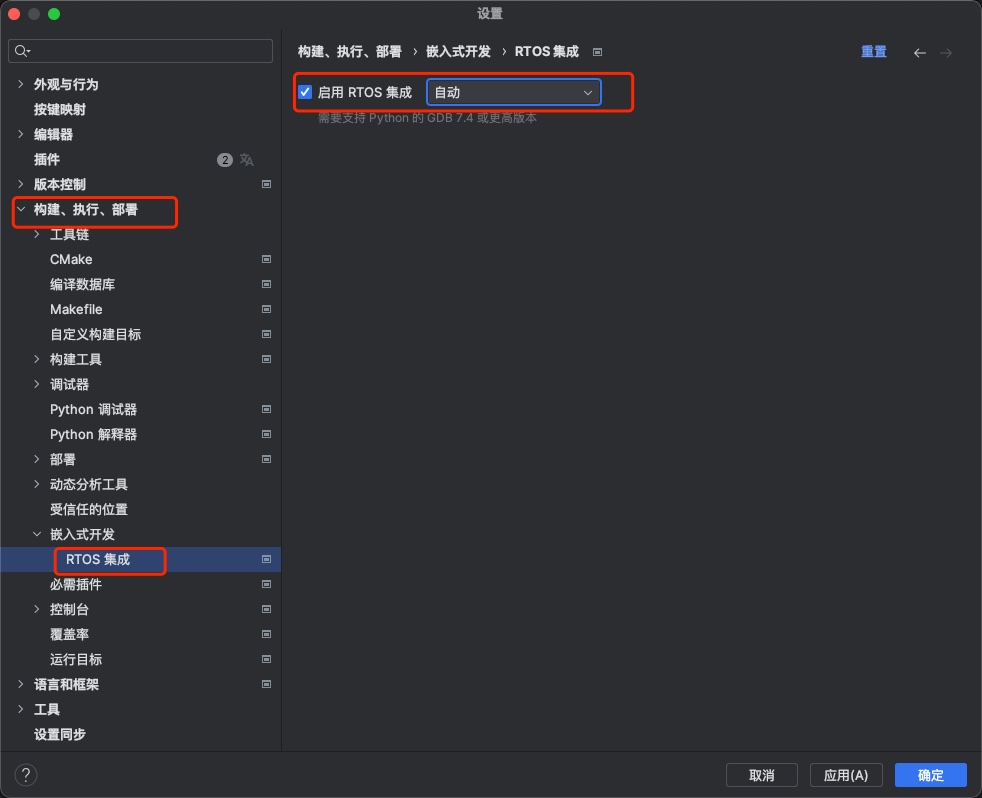 设置
构建、执行、部署 › 嵌入式开发 › RTOS 集成
重置
启用 RTOS 集成
自动
需要支持 Python 的 GDB 7.4 或更高版本
外观与行为
按键映射
编辑器
插件 2
版本控制
构建、执行、部署
工具链
CMake
编译数据库
Makefile
自定义构建目标
构建工具
调试器
Python 调试器
Python 解释器
部署
动态分析工具
受信任的位置
嵌入式开发
RTOS 集成
必需插件
控制台
覆盖率
运行目标
语言和框架
工具
设置同步
?
取消
应用(A)
确定